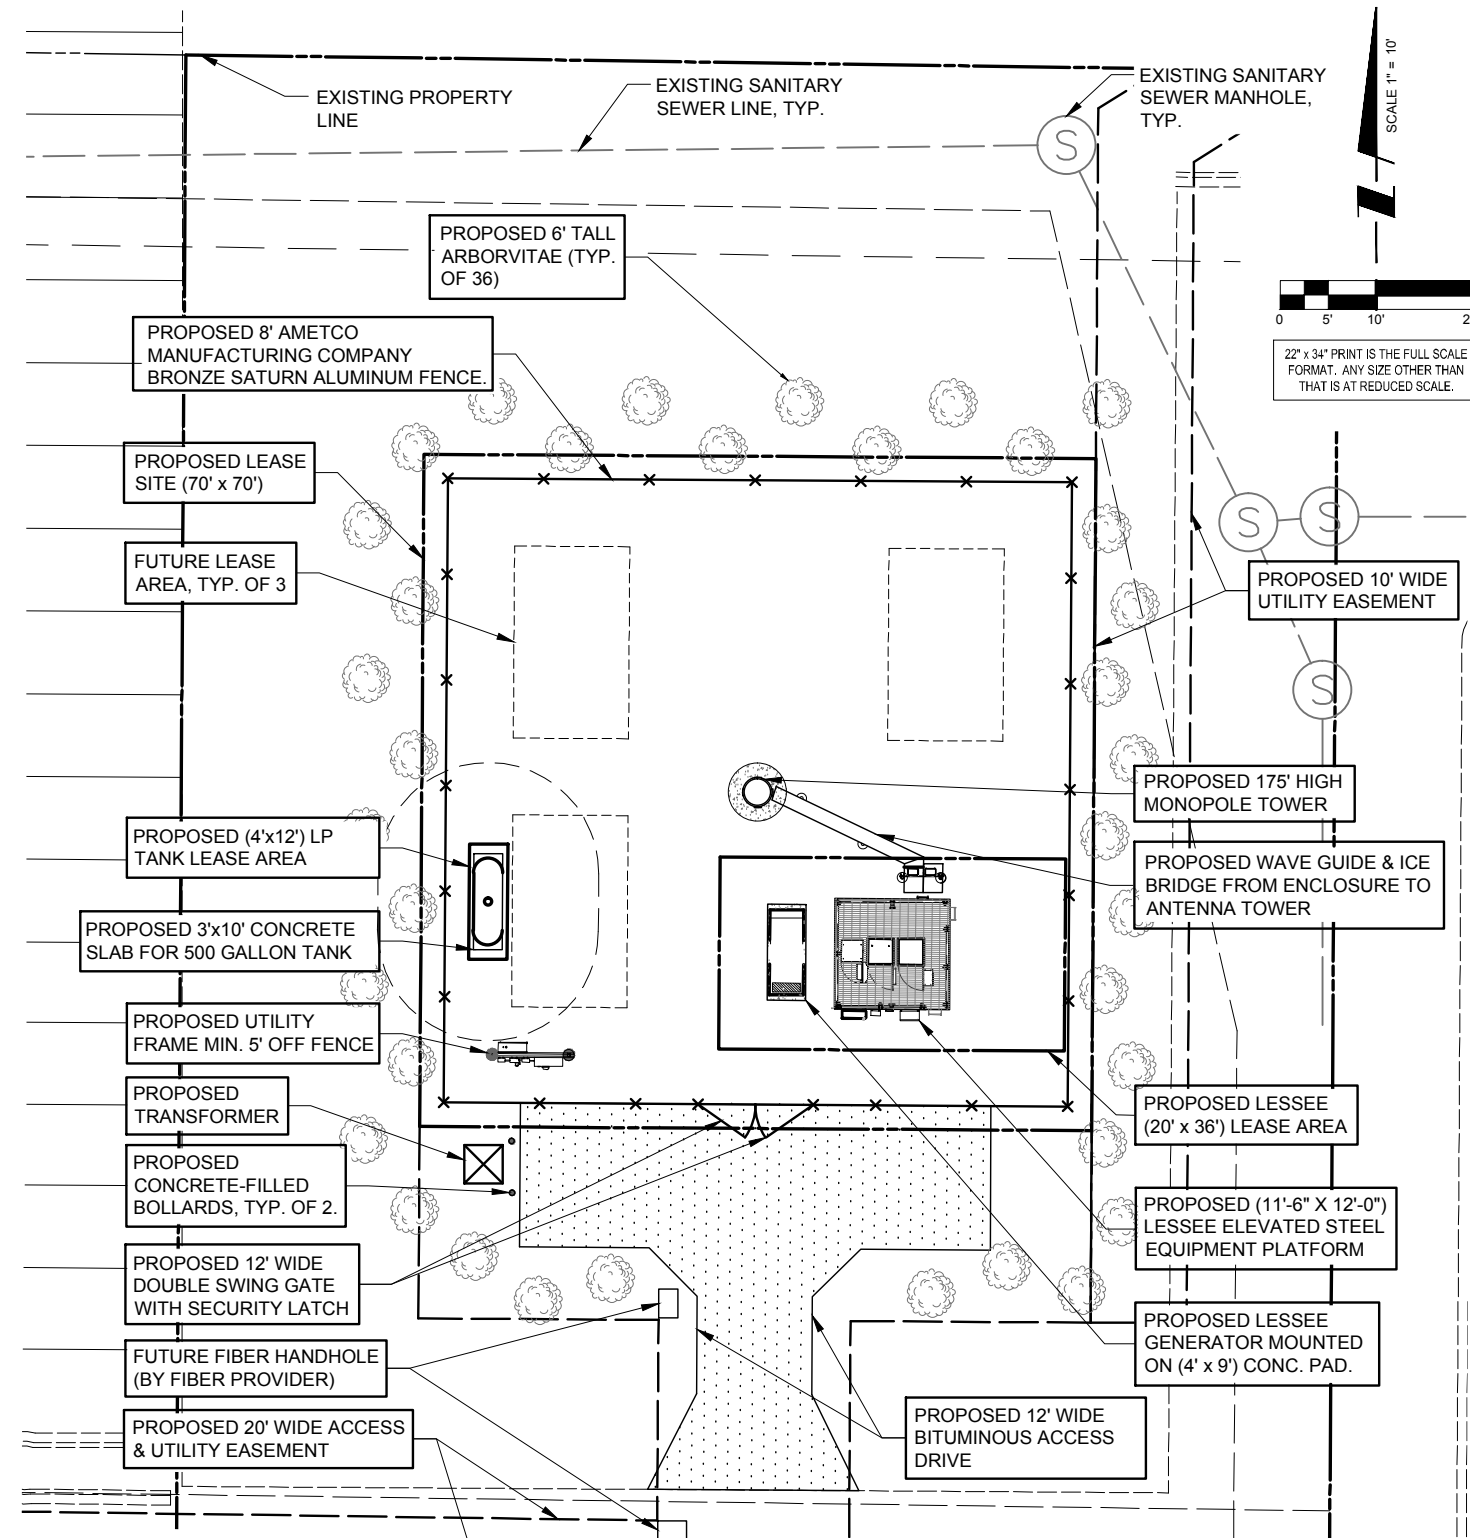 EXISTING PROPERTY
LINE
EXISTING SANITARY
SEWER LINE, TYP.
EXISTING SANITARY
SEWER MANHOLE,
TYP.
SCALE 1" = 10'
S
PROPOSED 6' TALL
ARBORVITAE (TYP.
OF 36)
0 5' 10' 2
22" x 34" PRINT IS THE FULL SCALE
FORMAT. ANY SIZE OTHER THAN
THAT IS AT REDUCED SCALE.
PROPOSED 8' AMETCO
MANUFACTURING COMPANY
BRONZE SATURN ALUMINUM FENCE.
PROPOSED LEASE
SITE (70' x 70')
S
S
FUTURE LEASE
AREA, TYP. OF 3
PROPOSED 10' WIDE
UTILITY EASEMENT
S
PROPOSED 175' HIGH
MONOPOLE TOWER
PROPOSED (4'x12') LP
TANK LEASE AREA
PROPOSED WAVE GUIDE & ICE
BRIDGE FROM ENCLOSURE TO
ANTENNA TOWER
PROPOSED 3'x10' CONCRETE
SLAB FOR 500 GALLON TANK
PROPOSED UTILITY
FRAME MIN. 5' OFF FENCE
PROPOSED
TRANSFORMER
PROPOSED LESSEE
(20' x 36') LEASE AREA
PROPOSED
CONCRETE-FILLED
BOLLARDS, TYP. OF 2.
PROPOSED (11'-6" X 12'-0")
LESSEE ELEVATED STEEL
EQUIPMENT PLATFORM
PROPOSED 12' WIDE
DOUBLE SWING GATE
WITH SECURITY LATCH
PROPOSED LESSEE
GENERATOR MOUNTED
ON (4' x 9') CONC. PAD.
FUTURE FIBER HANDHOLE
(BY FIBER PROVIDER)
PROPOSED 20' WIDE ACCESS
& UTILITY EASEMENT
PROPOSED 12' WIDE
BITUMINOUS ACCESS
DRIVE